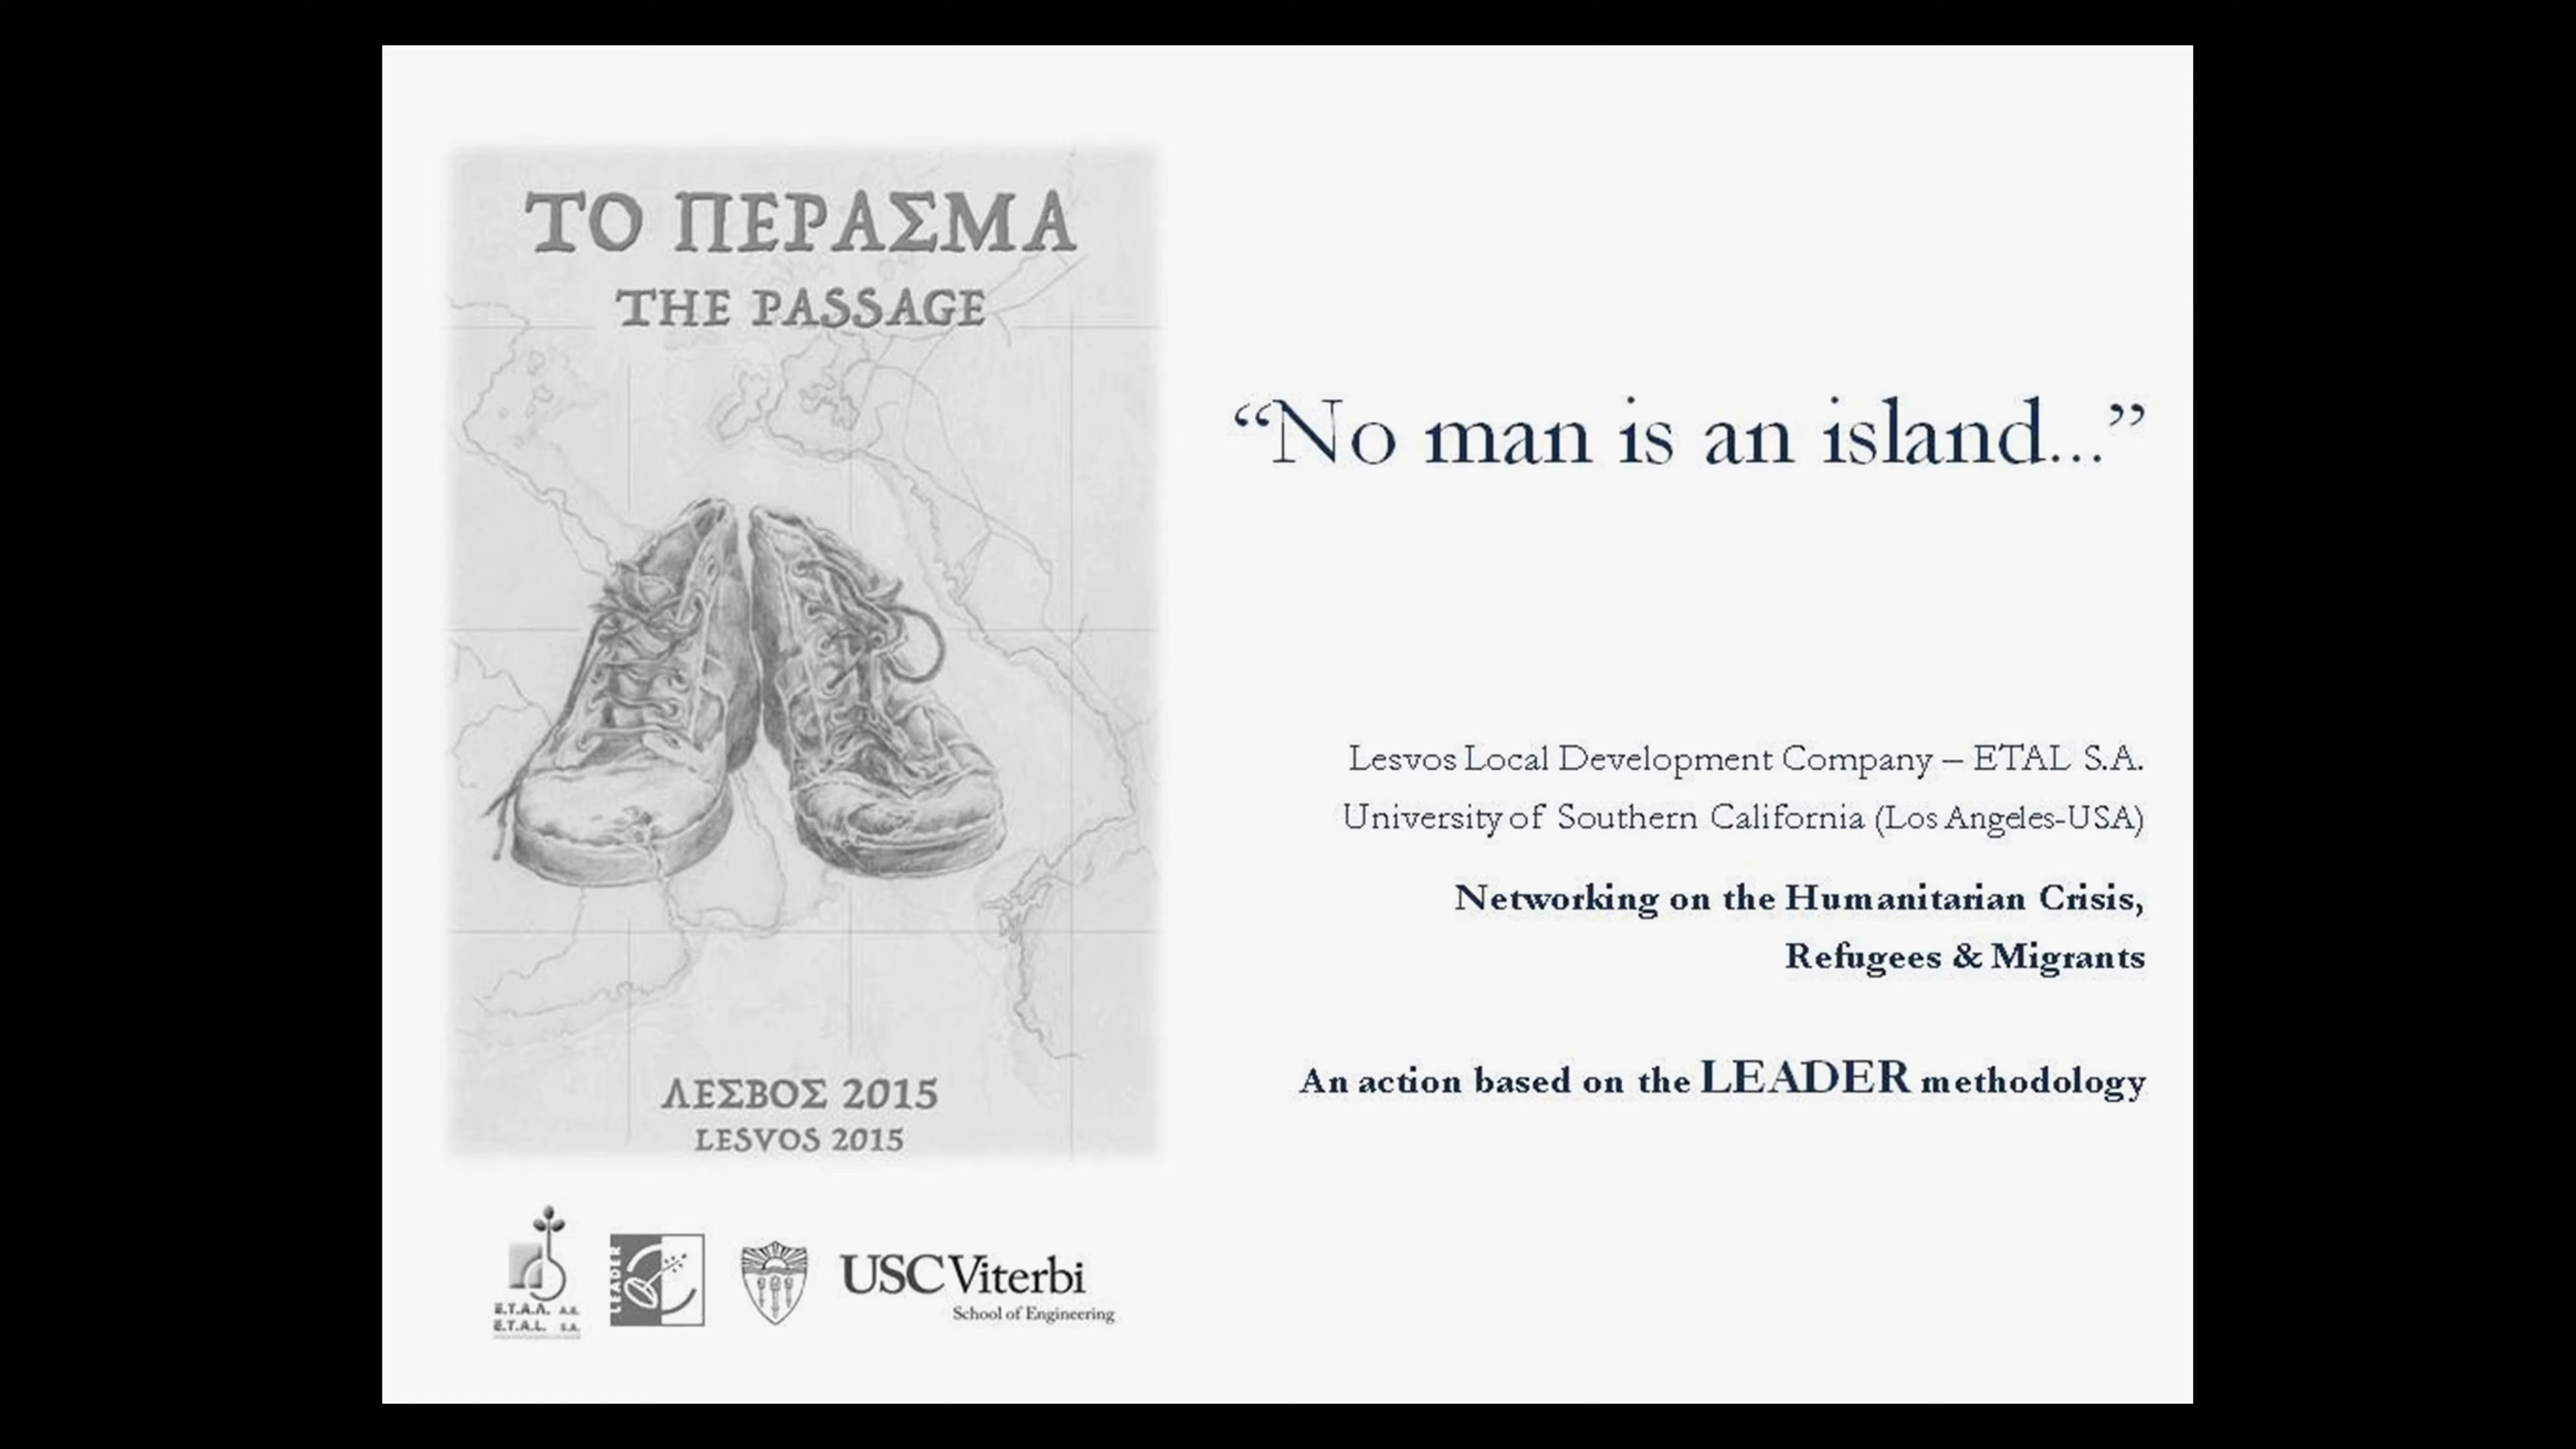 ΤΟ ΠΕΡΑΣΜΑ
THE PASSAGE
ΛΕΣΒΟΣ 2015
LESVOS 2015
“No man is an island...”
Lesvos Local Development Company – ETAL S.A.
University of Southern California (Los Angeles-USA)
Networking on the Humanitarian Crisis,
Refugees & Migrants
An action based on the LEADER methodology
Ε.Τ.Α.Λ. Α.Ε.
E.T.A.L. S.A.
LEADER
USC Viterbi
School of Engineering